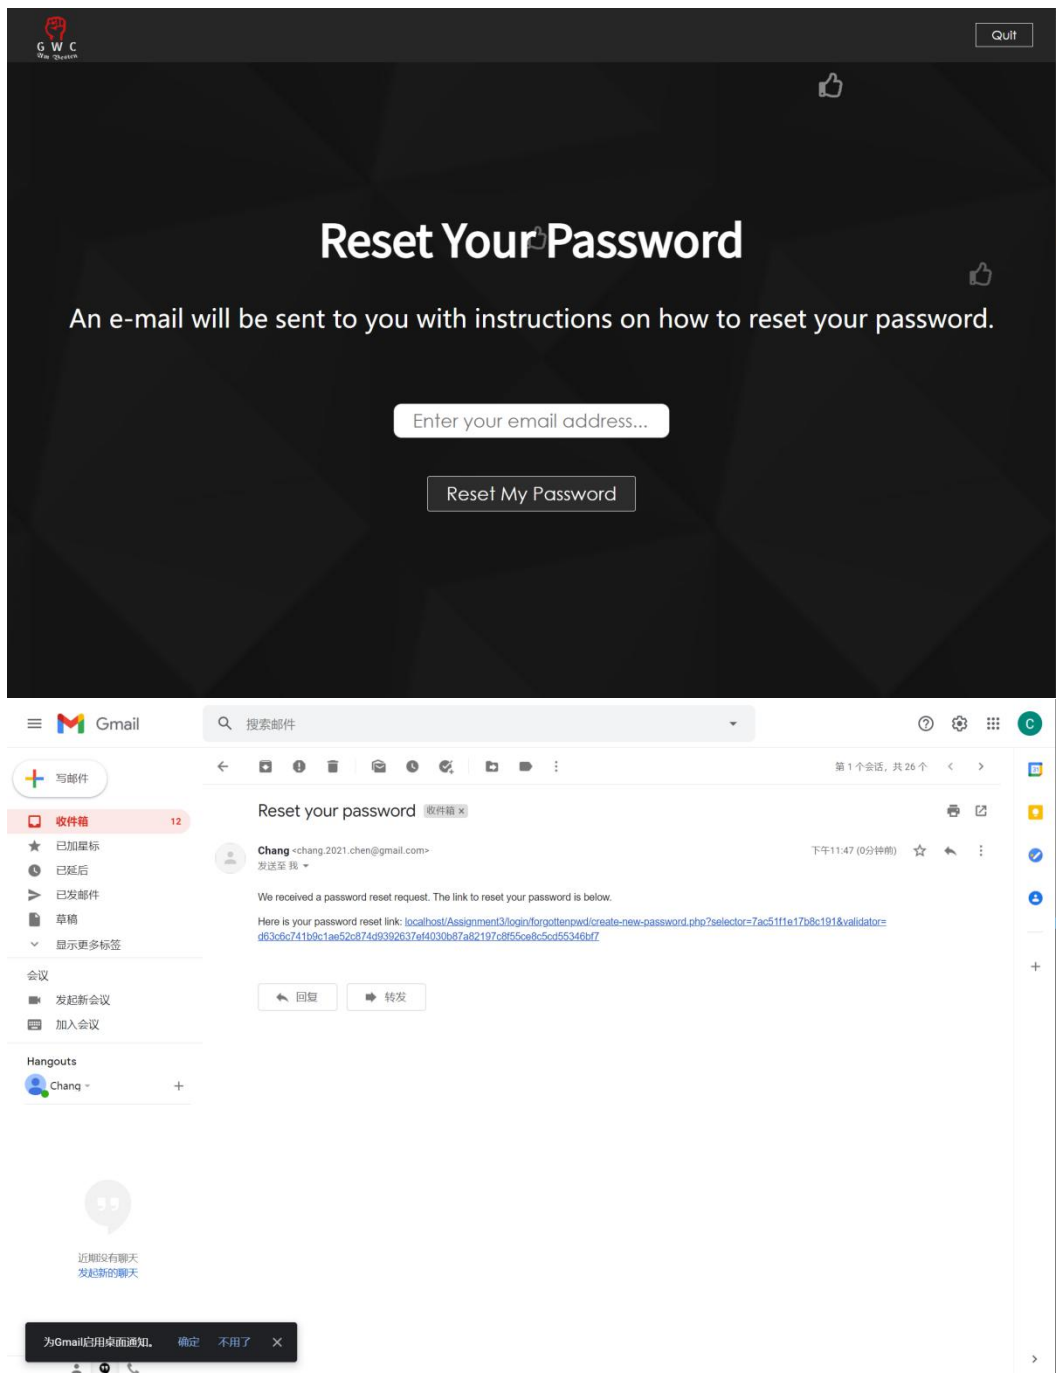 G W C
Quit
Reset Your Password
An e-mail will be sent to you with instructions on how to reset your password.
Enter your email address...
Reset My Password
Gmail
搜索邮件
C
写邮件
第 1 个会话，共 26 个
收件箱 12
已加星标
已延后
已发邮件
草稿
显示更多标签
会议
发起新会议
加入会议
Hangouts
Chang
近期没有聊天
发起新的聊天
Reset your password 收件箱 ×
Chang <chang.2021.chen@gmail.com>
下午11:47 (0分钟前)
发送至 我
We received a password reset request. The link to reset your password is below.
Here is your password reset link: localhost/Assignment3/login/forgottenpwd/create-new-password.php?selector=7ac51f1e17b8c191&validator=
d63c6c741b9c1ae52c874d9392637ef4030b87a82197c8f55ce8c5cd55346bf7
回复
转发
为Gmail启用桌面通知。 确定 不用了